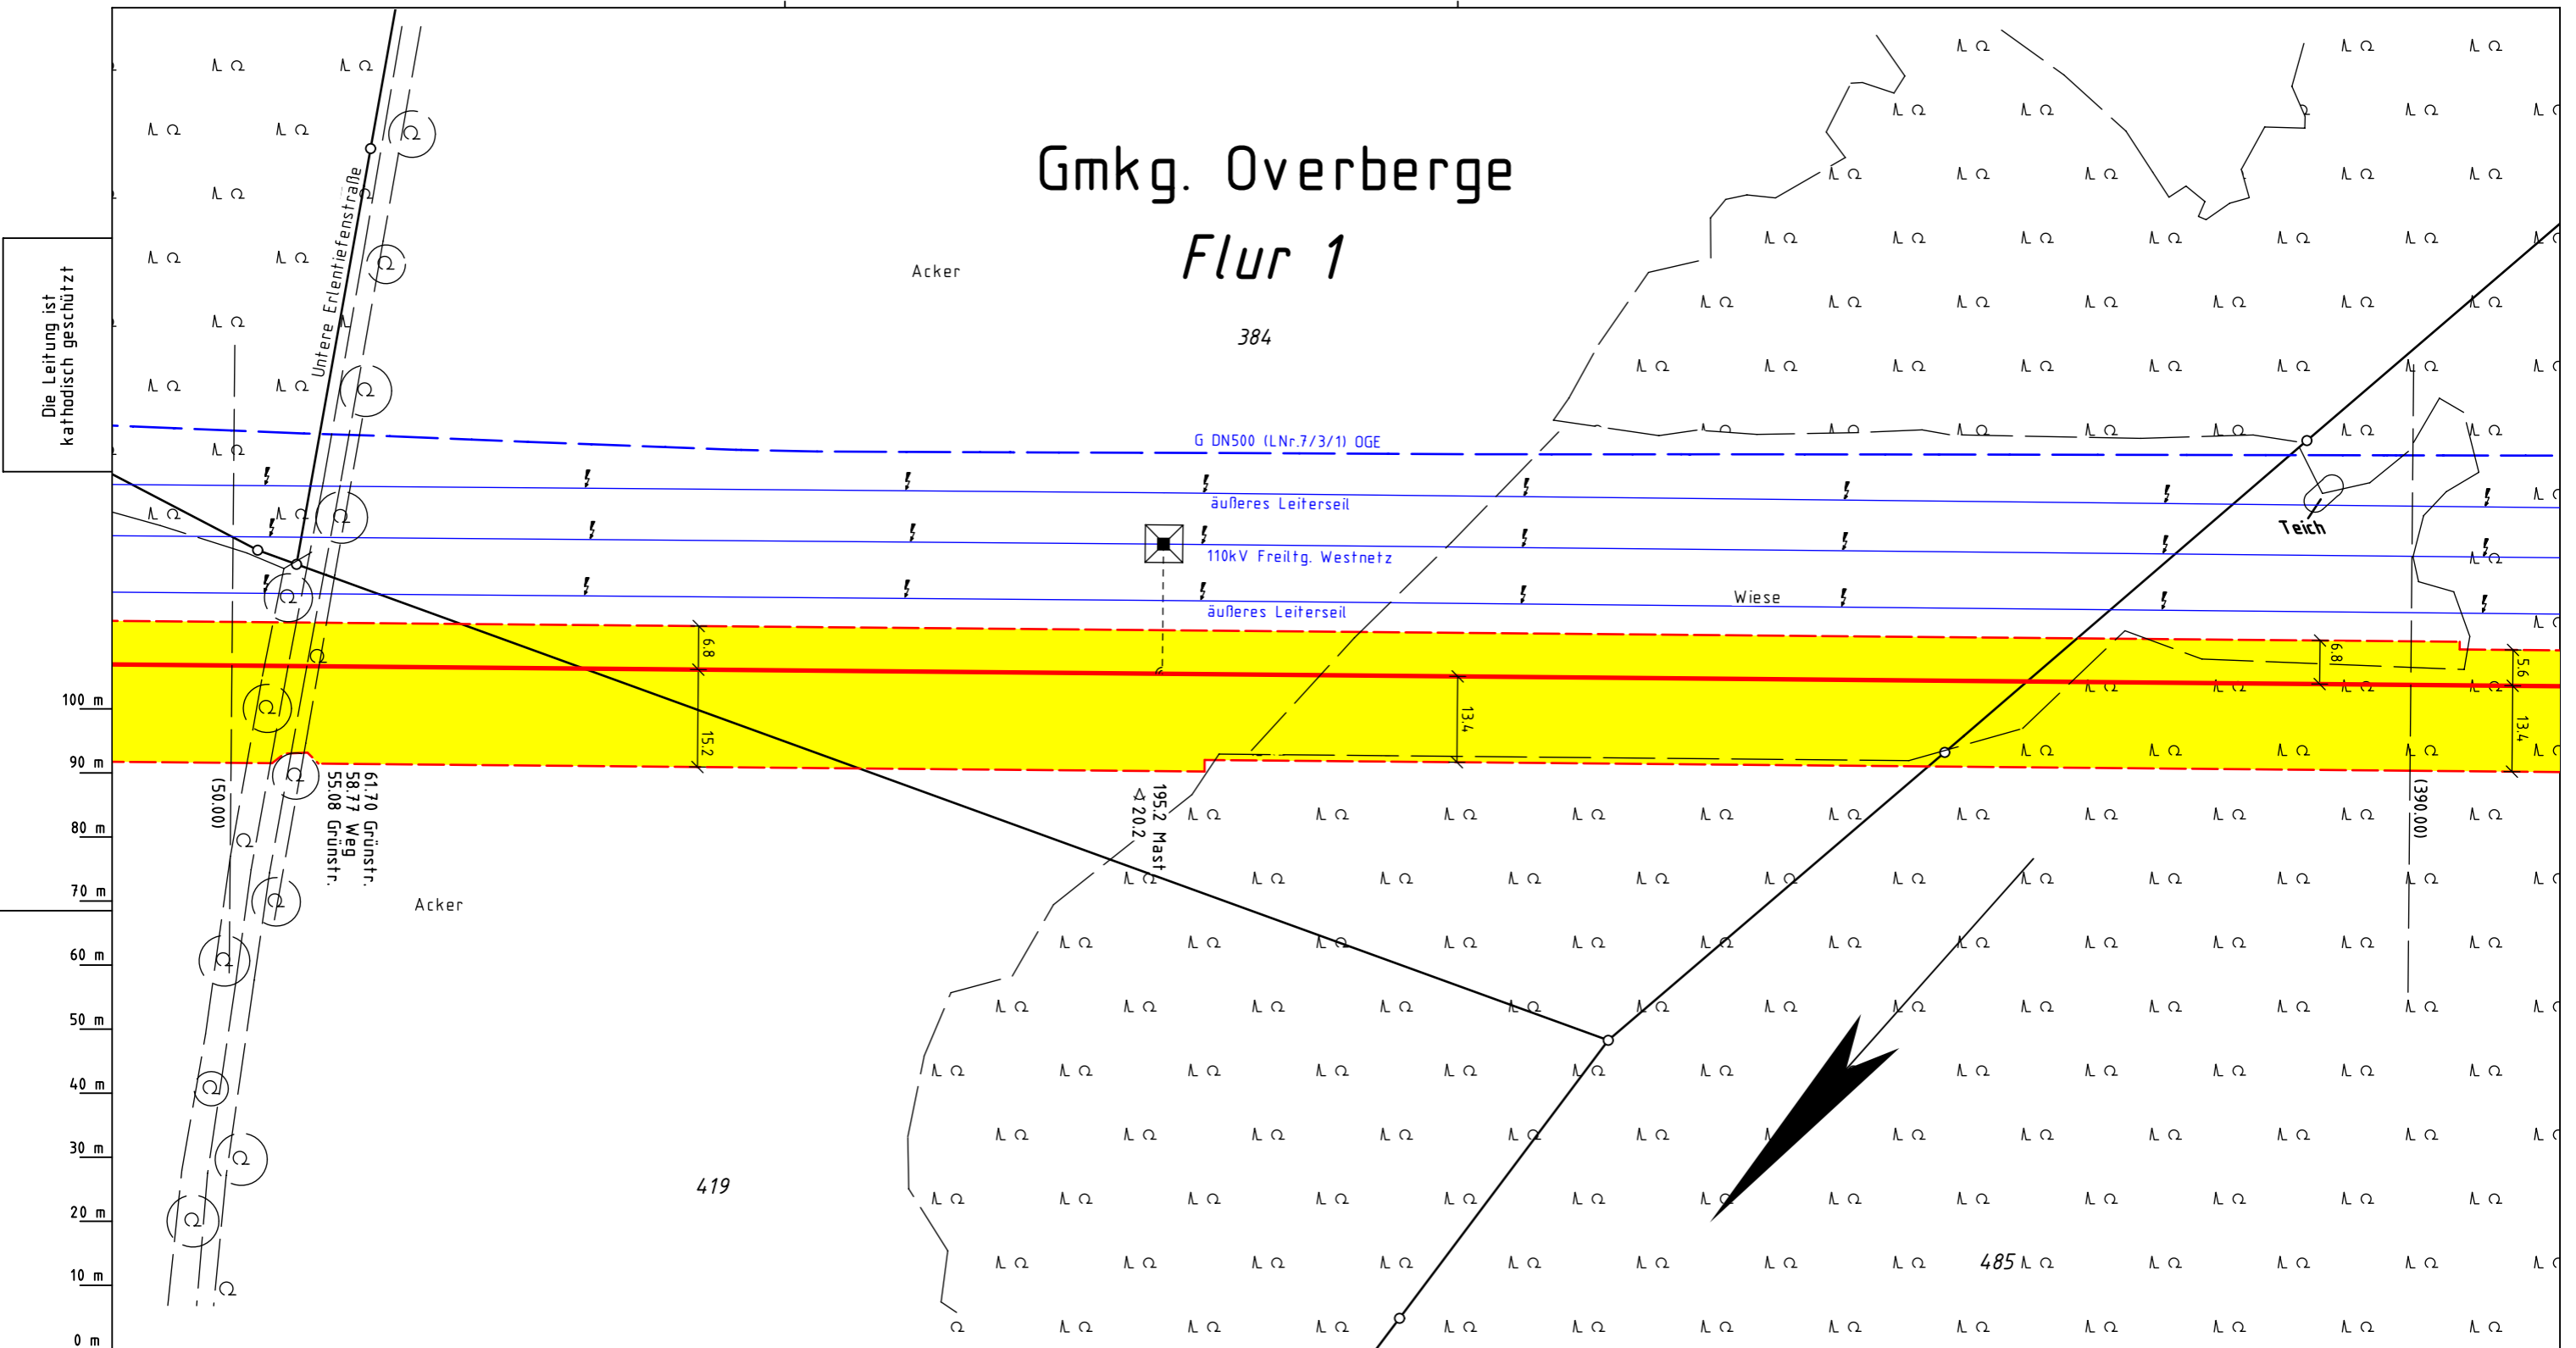 Gmkg. Overberge
Flur 1
Acker
384
Untere Erlentiefenstraße
Die Leitung ist
kathodisch geschützt
G DN500 (LNr.7/3/1) OGE
äußeres Leiterseil
110kV Freiltg. Westnetz
äußeres Leiterseil
Wiese
Teich
6.8
15.2
13.4
6.8
5.6
13.4
(50.00)
61.70 Grünstr.
58.77 Weg
55.08 Grünstr.
195.2 Mast
20.2
(390.00)
Acker
419
485
100 m
90 m
80 m
70 m
60 m
50 m
40 m
30 m
20 m
10 m
0 m